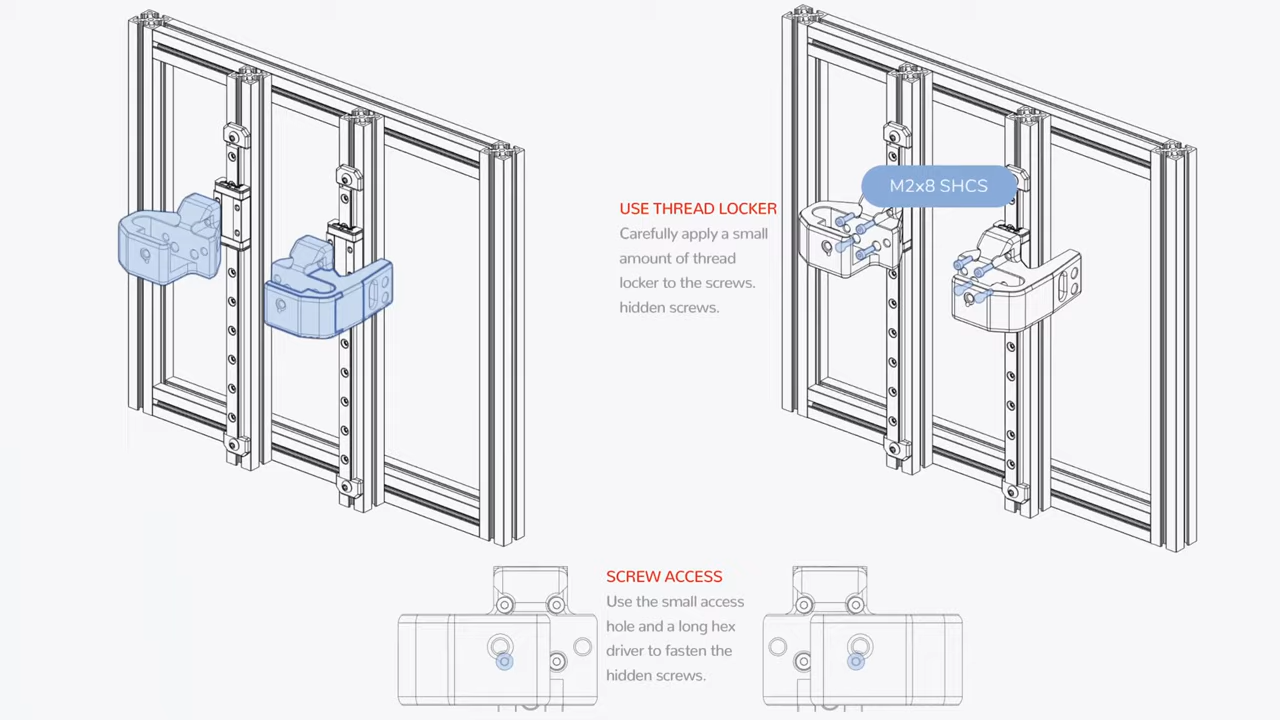 M2x8 SHCS
USE THREAD LOCKER
Carefully apply a small
amount of thread
locker to the screws.
hidden screws.
SCREW ACCESS
Use the small access
hole and a long hex
driver to fasten the
hidden screws.